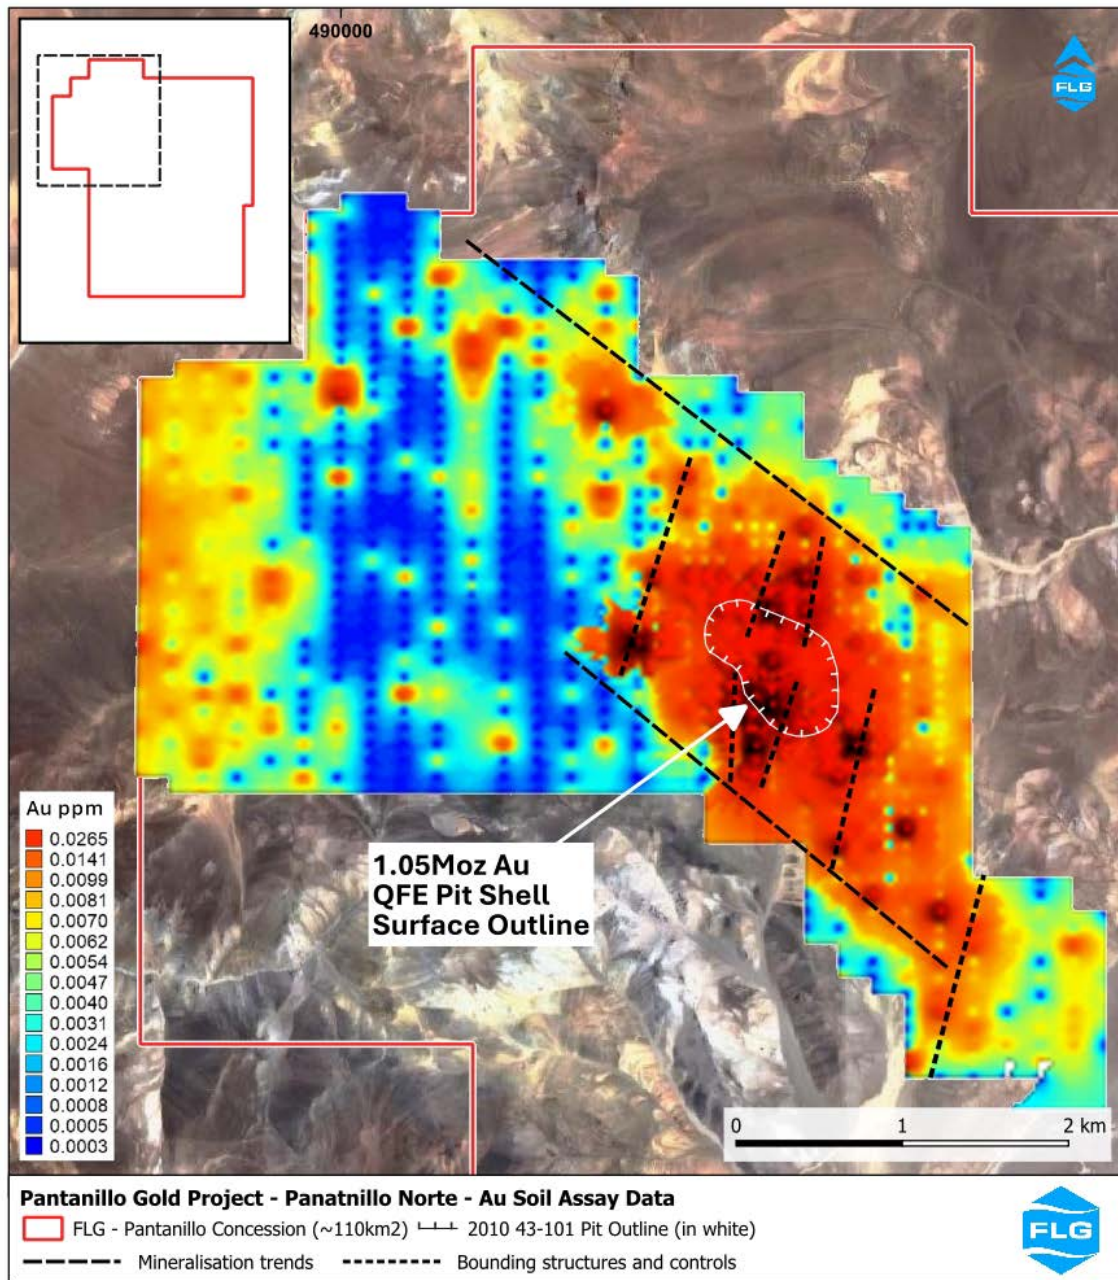 490000
FLG
1.05Moz Au
QFE Pit Shell
Surface Outline
Au ppm
0.0265
0.0141
0.0099
0.0081
0.0070
0.0062
0.0054
0.0047
0.0040
0.0031
0.0024
0.0016
0.0012
0.0008
0.0005
0.0003
0 1 2 km
Pantanillo Gold Project - Panatnillo Norte - Au Soil Assay Data
FLG - Pantanillo Concession (~110km2) 2010 43-101 Pit Outline (in white)
Mineralisation trends Bounding structures and controls
FLG